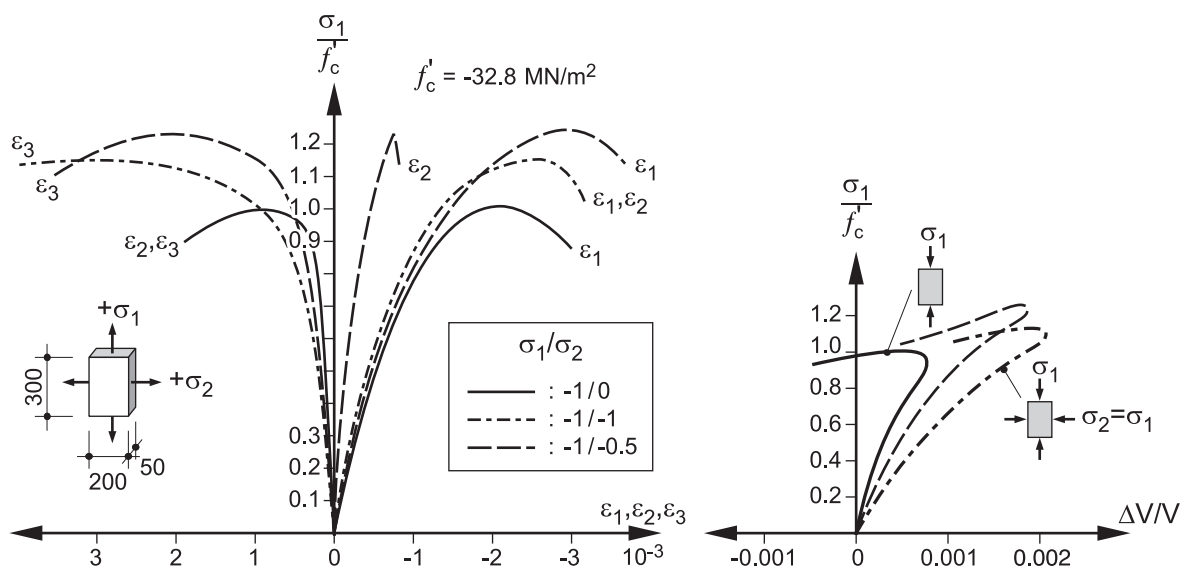 σ1/f'c
f'c = -32.8 MN/m²
1.2
1.1
1.0
0.9
0.3
0.2
0.1
ε3
ε3
ε2,ε3
ε2
ε1
ε1,ε2
ε1
+σ1
+σ2
300
200
50
σ1/σ2
: -1/0
: -1/-1
: -1/-0.5
ε1,ε2,ε3
3 2 1 0 -1 -2 -3 10⁻³
σ1/f'c
σ1
1.2
1.0
0.8
0.6
0.4
0.2
σ1
σ2=σ1
ΔV/V
-0.001 0 0.001 0.002